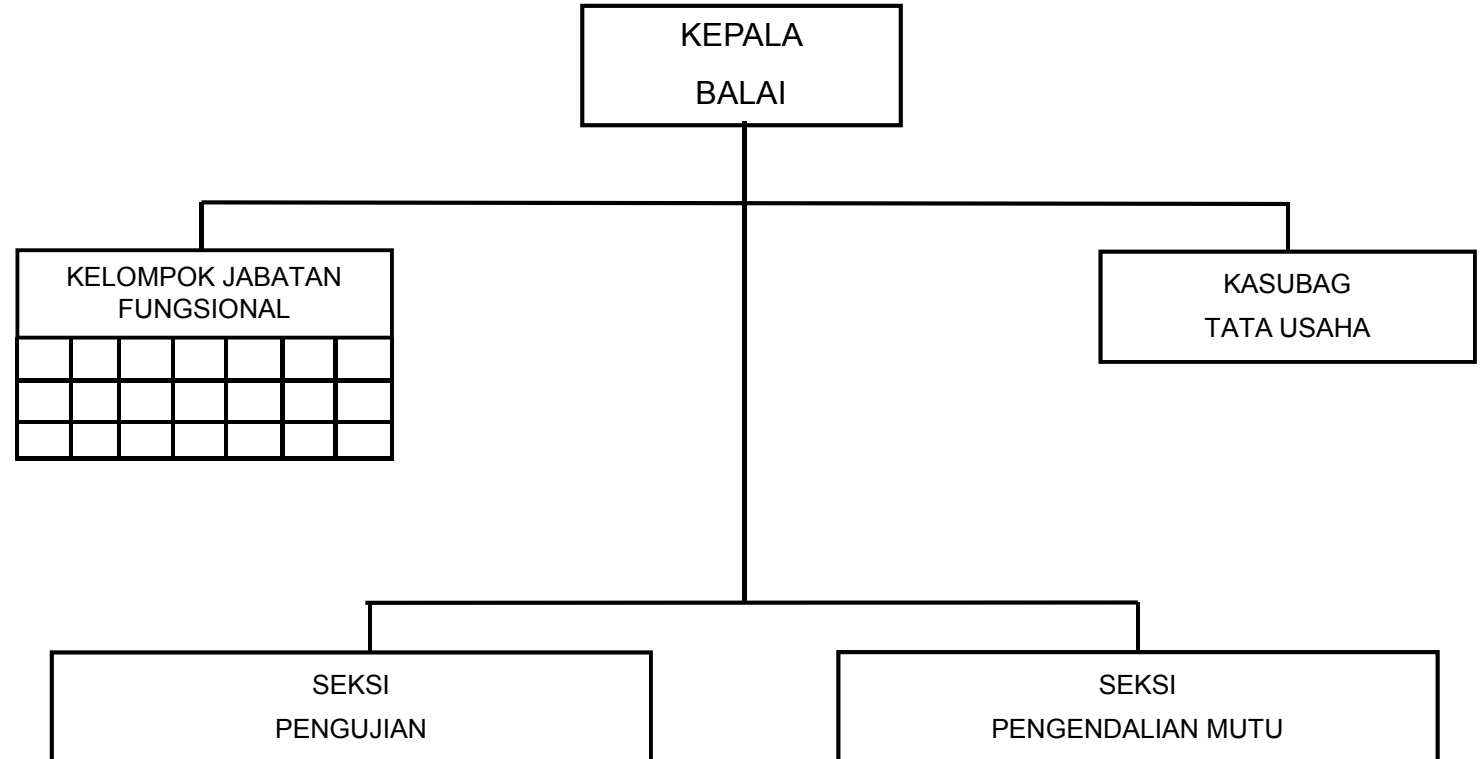 KEPALA
BALAI
KELOMPOK JABATAN
FUNGSIONAL
KASUBAG
TATA USAHA
SEKSI
PENGUJIAN
SEKSI
PENGENDALIAN MUTU